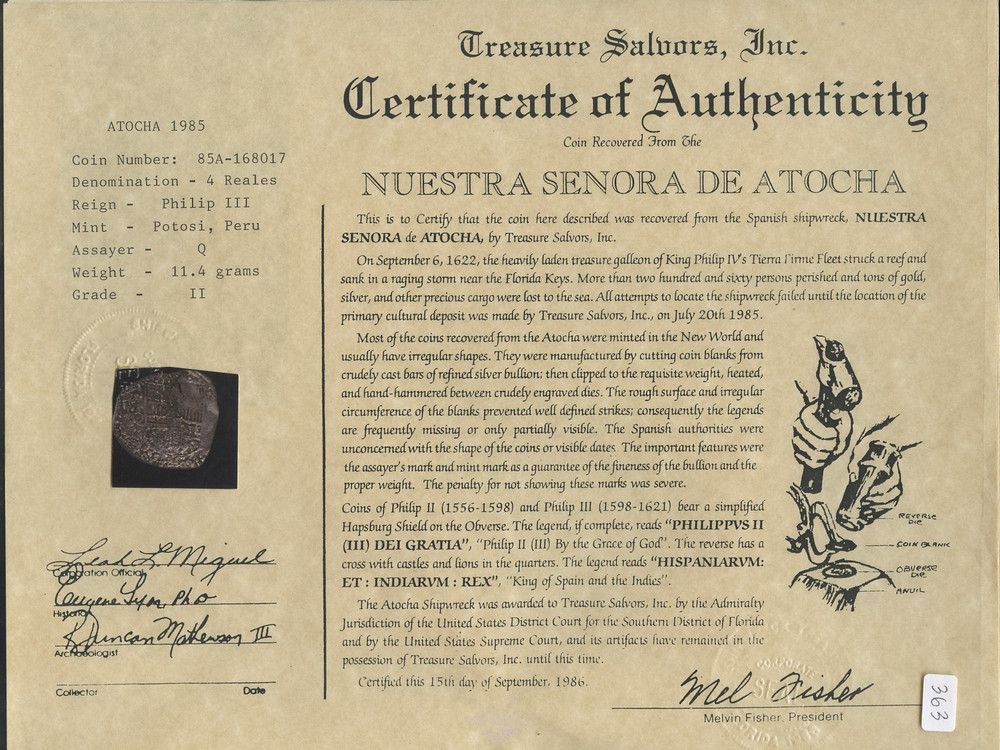 Treasure Salvors, Inc.
Certificate of Authenticity
Coin Recovered From The
NUESTRA SENORA DE ATOCHA
ATOCHA 1985
Coin Number: 85A-168017
Denomination - 4 Reales
Reign - Philip III
Mint - Potosi, Peru
Assayer - Q
Weight - 11.4 grams
Grade - II
Leah L. Miguel
Corporation Official
Eugene Lyon, PhD
Historian
R. Duncan Mathewson III
Archaeologist
Collector Date
This is to Certify that the coin here described was recovered from the Spanish shipwreck, NUESTRA
SENORA de ATOCHA, by Treasure Salvors, Inc.
On September 6, 1622, the heavily laden treasure galleon of King Philip IV's Tierra Firme Fleet struck a reef and
sank in a raging storm near the Florida Keys. More than two hundred and sixty persons perished and tons of gold,
silver, and other precious cargo were lost to the sea. All attempts to locate the shipwreck failed until the location of the
primary cultural deposit was made by Treasure Salvors, Inc., on July 20th 1985.
Most of the coins recovered from the Atocha were minted in the New World and
usually have irregular shapes. They were manufactured by cutting coin blanks from
crudely cast bars of refined silver bullion; then clipped to the requisite weight, heated,
and hand-hammered between crudely engraved dies. The rough surface and irregular
circumference of the blanks prevented well defined strikes; consequently the legends
are frequently missing or only partially visible. The Spanish authorities were
unconcerned with the shape of the coins or visible dates. The important features were
the assayer's mark and mint mark as a guarantee of the fineness of the bullion and the
proper weight. The penalty for not showing these marks was severe.
Coins of Philip II (1556-1598) and Philip III (1598-1621) bear a simplified
Hapsburg Shield on the Obverse. The legend, if complete, reads "PHILIPPVS II
(III) DEI GRATIA", "Philip II (III) By the Grace of God". The reverse has a
cross with castles and lions in the quarters. The legend reads "HISPANIARVM:
ET : INDIARVM : REX", "King of Spain and the Indies".
The Atocha Shipwreck was awarded to Treasure Salvors, Inc. by the Admiralty
Jurisdiction of the United States District Court for the Southern District of Florida
and by the United States Supreme Court, and its artifacts have remained in the
possession of Treasure Salvors, Inc. until this time.
Certified this 15th day of September, 1986.
REVERSE
DIE
COIN BLANK
OBVERSE
DIE
ANVIL
Mel Fisher
Melvin Fisher, President
CORPORATE
363